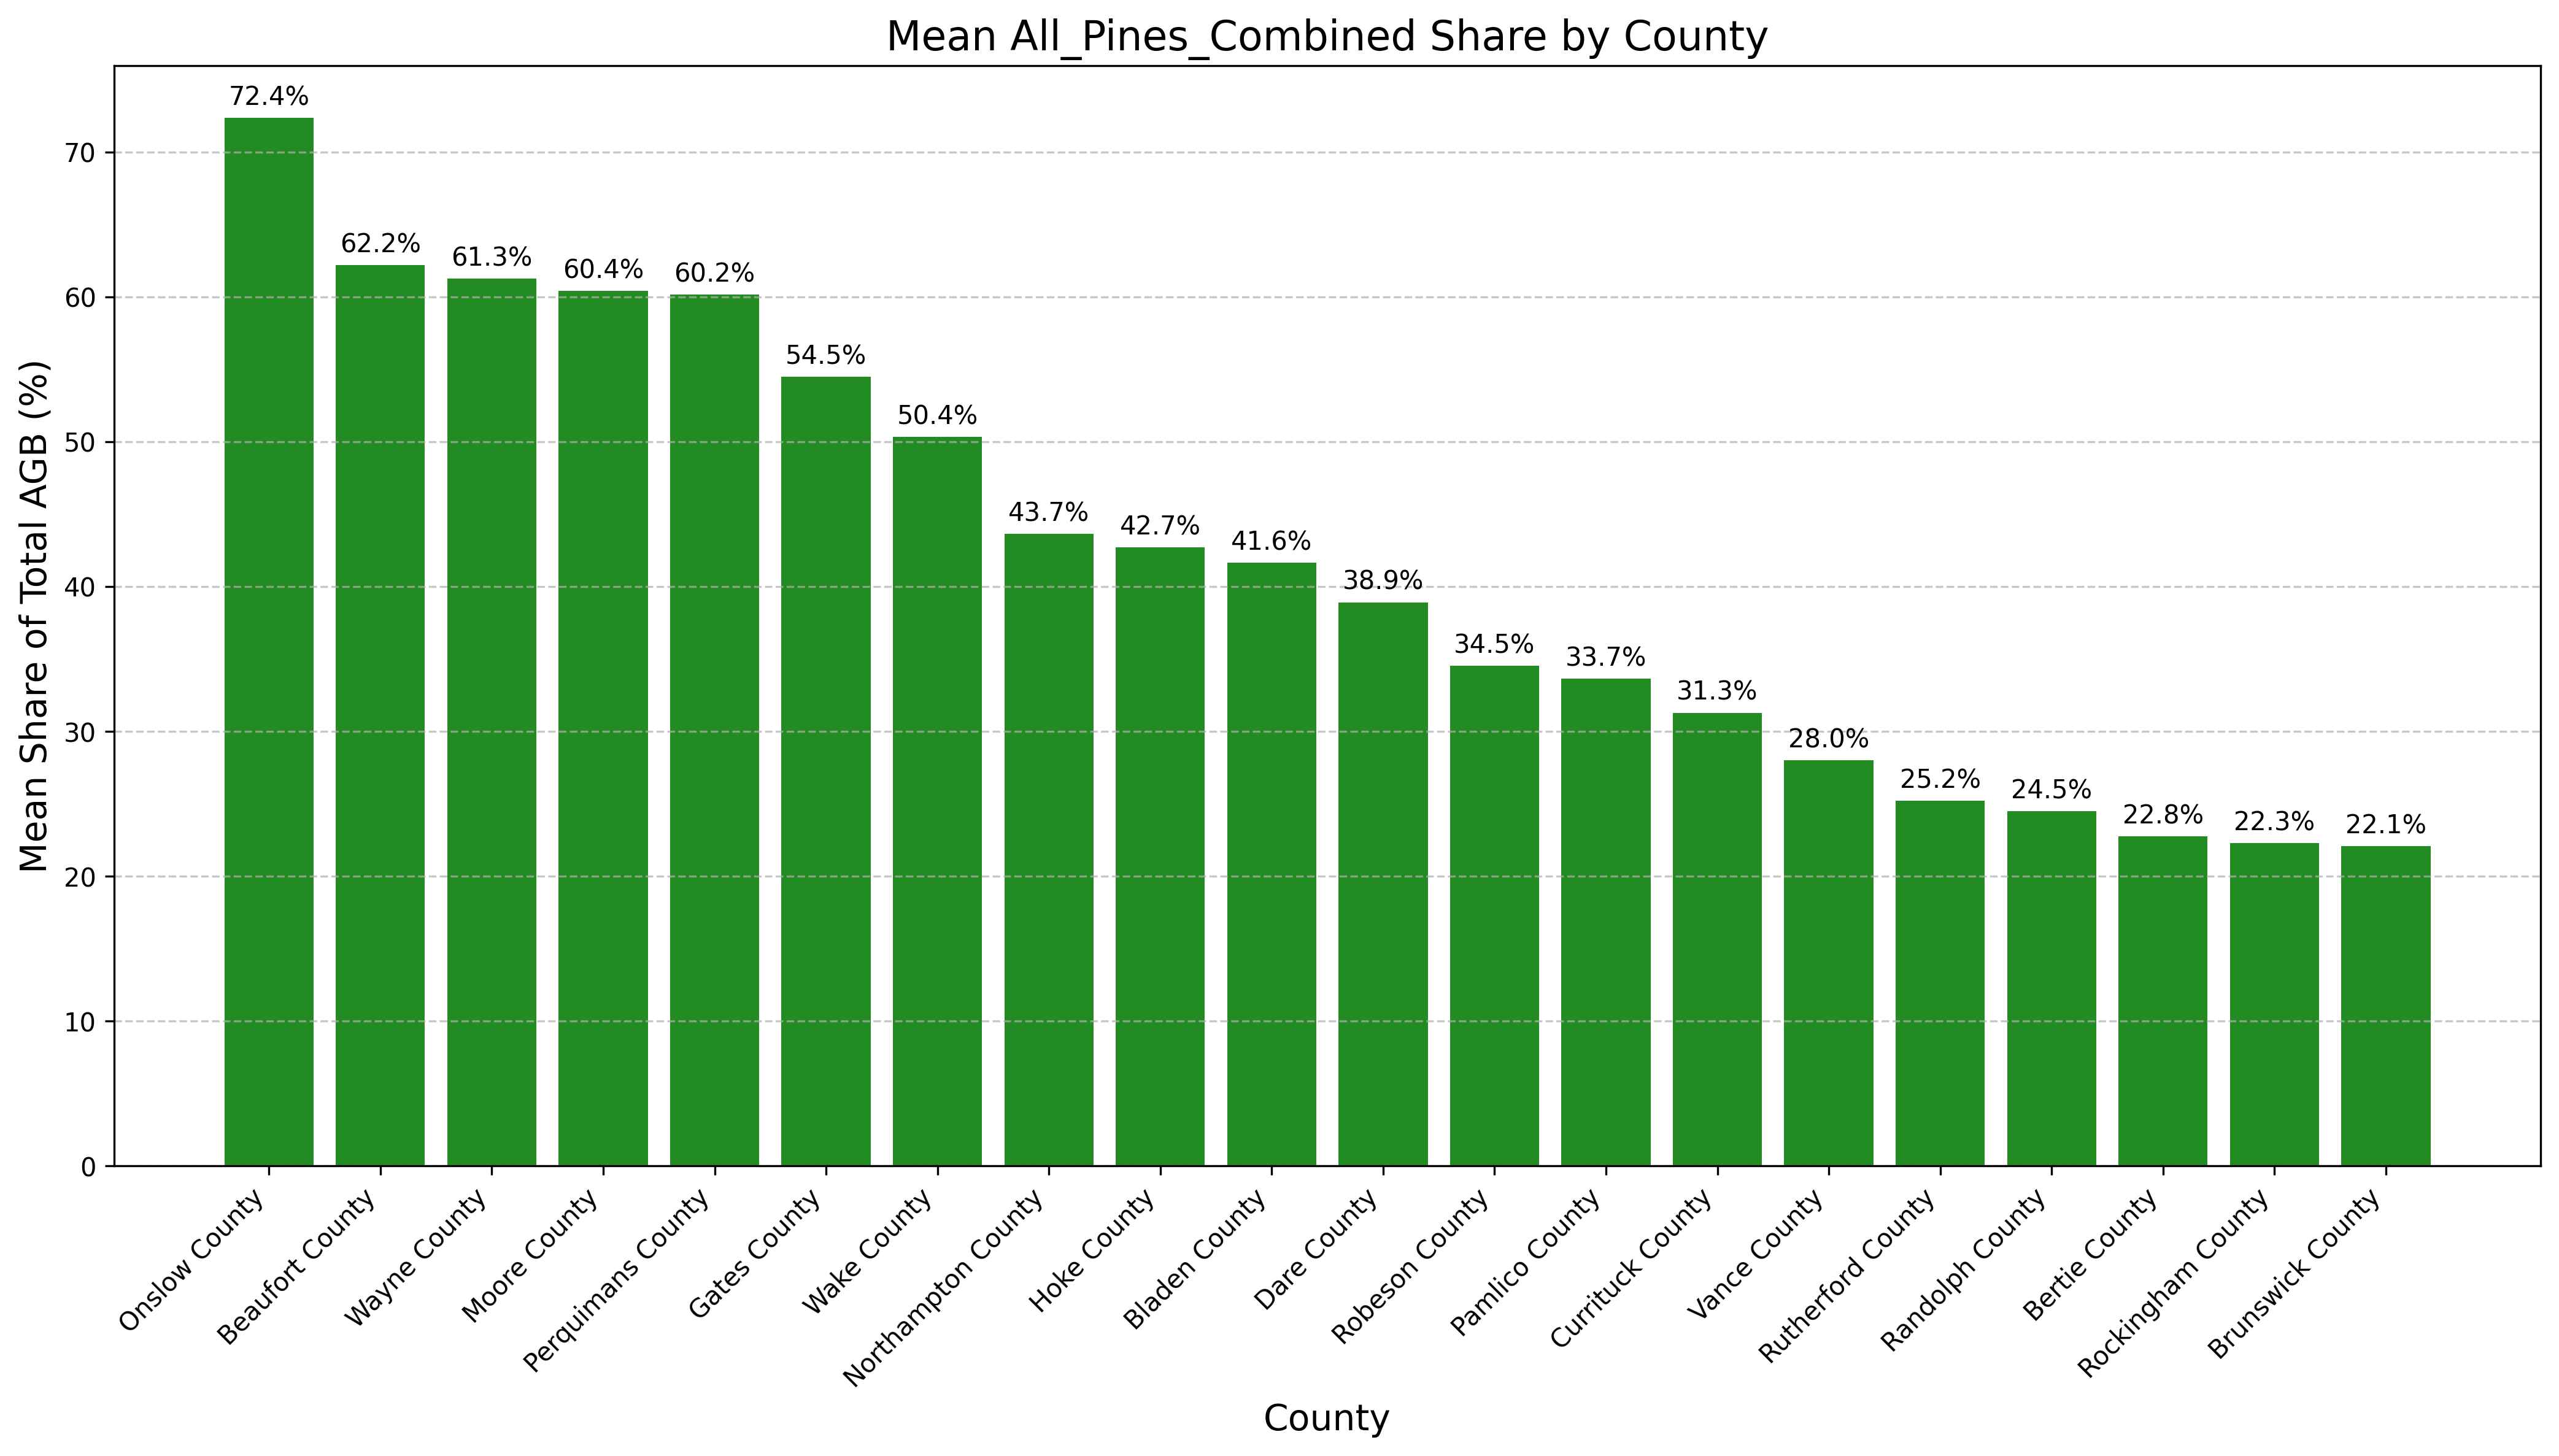 Mean All_Pines_Combined Share by County
Mean Share of Total AGB (%)
70
60
50
40
30
20
10
0
72.4%
62.2%
61.3%
60.4%
60.2%
54.5%
50.4%
43.7%
42.7%
41.6%
38.9%
34.5%
33.7%
31.3%
28.0%
25.2%
24.5%
22.8%
22.3%
22.1%
Onslow County
Beaufort County
Wayne County
Moore County
Perquimans County
Gates County
Wake County
Northampton County
Hoke County
Bladen County
Dare County
Robeson County
Pamlico County
Currituck County
Vance County
Rutherford County
Randolph County
Bertie County
Rockingham County
Brunswick County
County